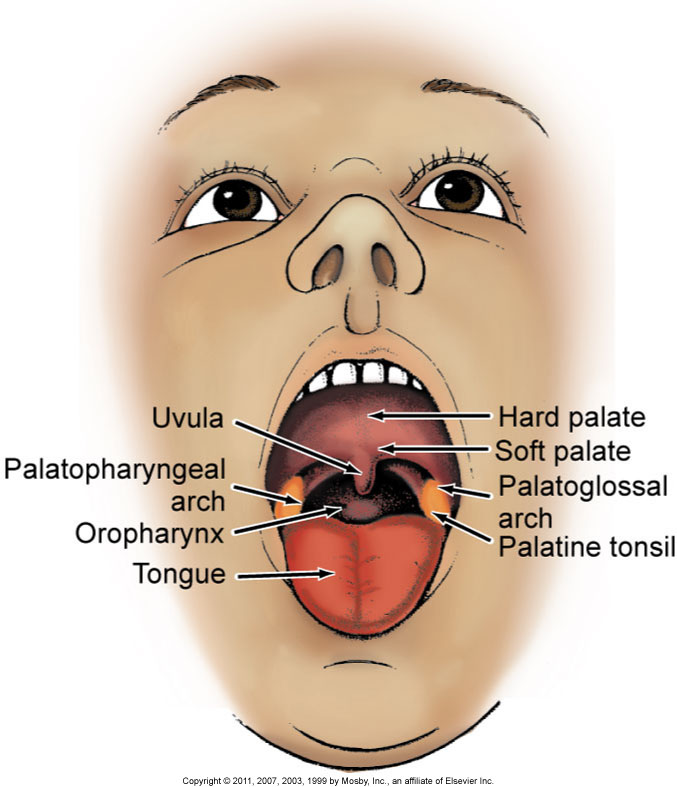 Uvula
Palatopharyngeal
arch
Oropharynx
Tongue
Hard palate
Soft palate
Palatoglossal
arch
Palatine tonsil
Copyright © 2011, 2007, 2003, 1999 by Mosby, Inc., an affiliate of Elsevier Inc.